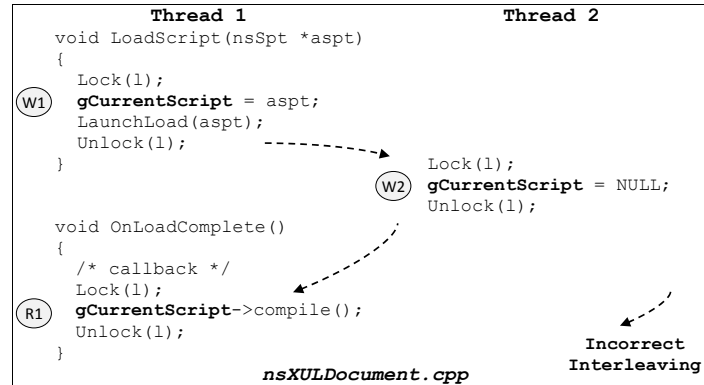 Thread 1
void LoadScript(nsSpt *aspt)
{
Lock(l);
W1
gCurrentScript = aspt;
LaunchLoad(aspt);
Unlock(l);
}
void OnLoadComplete()
{
/* callback */
Lock(l);
R1
gCurrentScript->compile();
Unlock(l);
}
Thread 2
Lock(l);
W2
gCurrentScript = NULL;
Unlock(l);
Incorrect
Interleaving
nsXULDocument.cpp